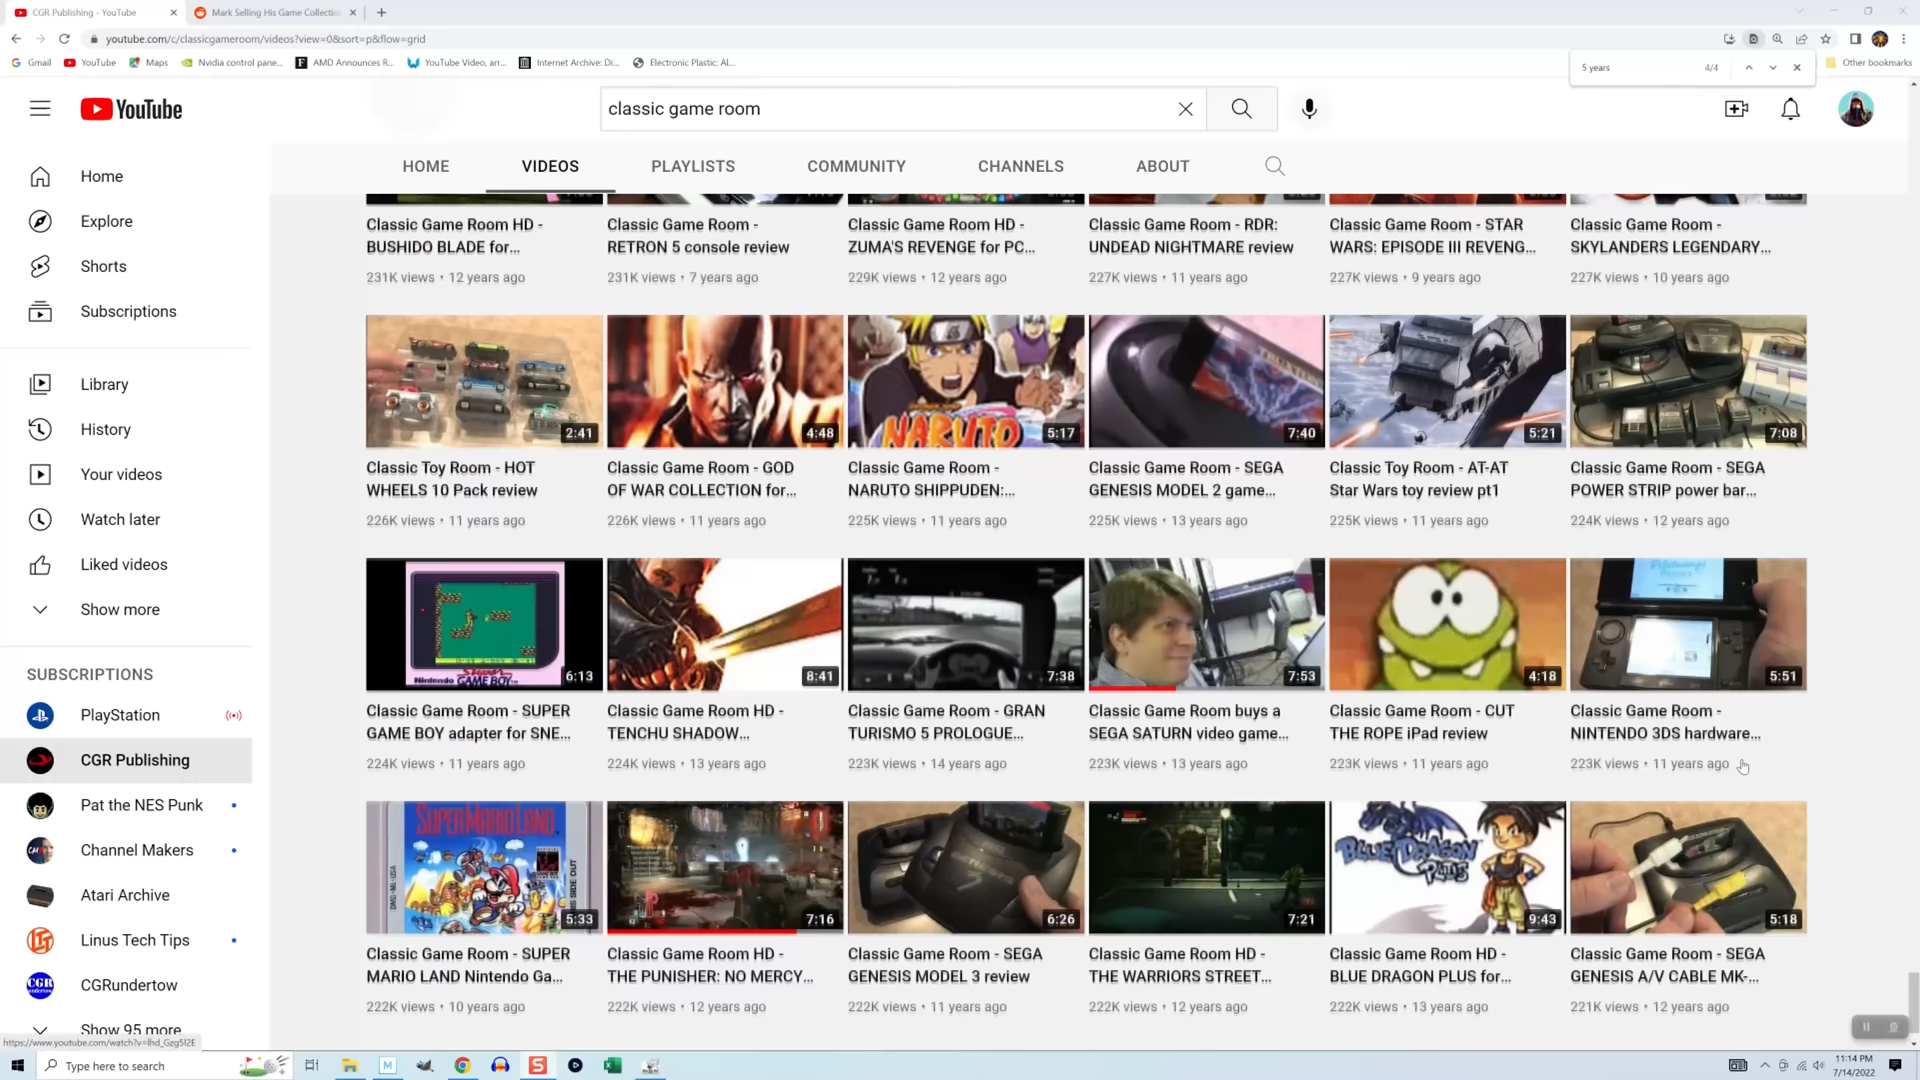 CGR Publishing - YouTube
Mark Selling His Game Collectio
youtube.com/c/classicgameroom/videos?view=0&sort=p&flow=grid
Gmail YouTube Maps Nvidia control pane... AMD Announces R... YouTube Video, arr... Internet Archive: Di... Electronic Plastic: Al... Other bookmarks
5 years 4/4
YouTube
classic game room
HOME VIDEOS PLAYLISTS COMMUNITY CHANNELS ABOUT
Home
Explore
Shorts
Subscriptions
Library
History
Your videos
Watch later
Liked videos
Show more
SUBSCRIPTIONS
PlayStation
CGR Publishing
Pat the NES Punk
Channel Makers
Atari Archive
Linus Tech Tips
CGRundertow
Show 95 more
Classic Game Room HD -
BUSHIDO BLADE for...
231K views • 12 years ago
Classic Game Room -
RETRON 5 console review
231K views • 7 years ago
Classic Game Room HD -
ZUMA'S REVENGE for PC...
229K views • 12 years ago
Classic Game Room - RDR:
UNDEAD NIGHTMARE review
227K views • 11 years ago
Classic Game Room - STAR
WARS: EPISODE III REVENG...
227K views • 9 years ago
Classic Game Room -
SKYLANDERS LEGENDARY...
227K views • 10 years ago
2:41
Classic Toy Room - HOT
WHEELS 10 Pack review
226K views • 11 years ago
4:48
Classic Game Room - GOD
OF WAR COLLECTION for...
226K views • 11 years ago
NARUTO
5:17
Classic Game Room -
NARUTO SHIPPUDEN:...
225K views • 11 years ago
7:40
Classic Game Room - SEGA
GENESIS MODEL 2 game...
225K views • 13 years ago
5:21
Classic Toy Room - AT-AT
Star Wars toy review pt1
225K views • 11 years ago
7:08
Classic Game Room - SEGA
POWER STRIP power bar...
224K views • 12 years ago
Super
Nintendo GAME BOY
6:13
Classic Game Room - SUPER
GAME BOY adapter for SNE...
224K views • 11 years ago
8:41
Classic Game Room HD -
TENCHU SHADOW...
224K views • 13 years ago
7:38
Classic Game Room - GRAN
TURISMO 5 PROLOGUE...
223K views • 14 years ago
7:53
Classic Game Room buys a
SEGA SATURN video game...
223K views • 13 years ago
4:18
Classic Game Room - CUT
THE ROPE iPad review
223K views • 11 years ago
5:51
Classic Game Room -
NINTENDO 3DS hardware...
223K views • 11 years ago
SUPER MARIO LAND
DMG-ML-USA
THIS SIDE OUT
5:33
Classic Game Room - SUPER
MARIO LAND Nintendo Ga...
222K views • 10 years ago
7:16
Classic Game Room HD -
THE PUNISHER: NO MERCY...
222K views • 12 years ago
6:26
Classic Game Room - SEGA
GENESIS MODEL 3 review
222K views • 11 years ago
7:21
Classic Game Room HD -
THE WARRIORS STREET...
222K views • 12 years ago
BLUE DRAGON
PLUS
9:43
Classic Game Room HD -
BLUE DRAGON PLUS for...
222K views • 13 years ago
5:18
Classic Game Room - SEGA
GENESIS A/V CABLE MK-...
221K views • 12 years ago
Type here to search
11:14 PM
7/14/2022